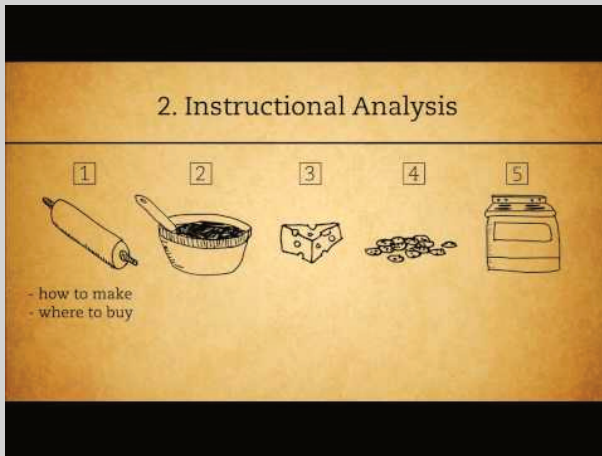 2. Instructional Analysis
1 2 3 4 5
- how to make
- where to buy